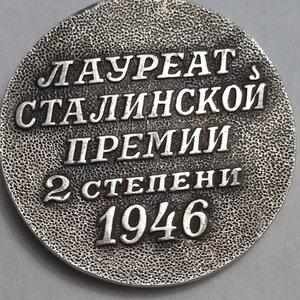 ЛАУРЕАТ
СТАЛИНСКОЙ
ПРЕМИИ
2 СТЕПЕНИ
1946